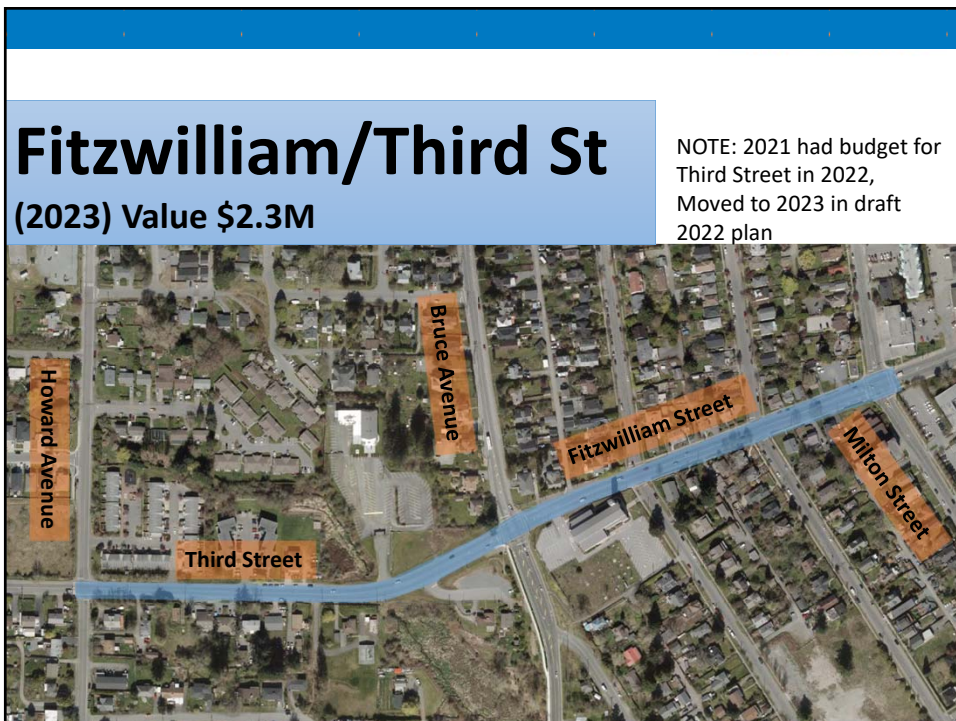 Fitzwilliam/Third St
(2023) Value $2.3M
NOTE: 2021 had budget for
Third Street in 2022,
Moved to 2023 in draft
2022 plan
Howard Avenue
Bruce Avenue
Fitzwilliam Street
Milton Street
Third Street